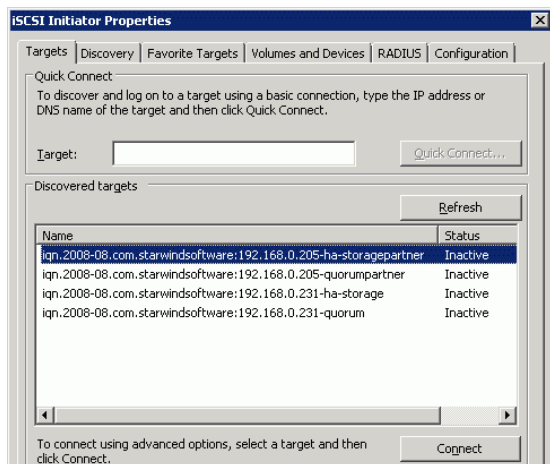 iSCSI Initiator Properties
Targets Discovery Favorite Targets Volumes and Devices RADIUS Configuration
Quick Connect
To discover and log on to a target using a basic connection, type the IP address or
DNS name of the target and then click Quick Connect.
Target: Quick Connect...
Discovered targets
Refresh
Name Status
iqn.2008-08.com.starwindsoftware:192.168.0.205-ha-storagepartner Inactive
iqn.2008-08.com.starwindsoftware:192.168.0.205-quorumpartner Inactive
iqn.2008-08.com.starwindsoftware:192.168.0.231-ha-storage Inactive
iqn.2008-08.com.starwindsoftware:192.168.0.231-quorum Inactive
To connect using advanced options, select a target and then
click Connect.
Connect